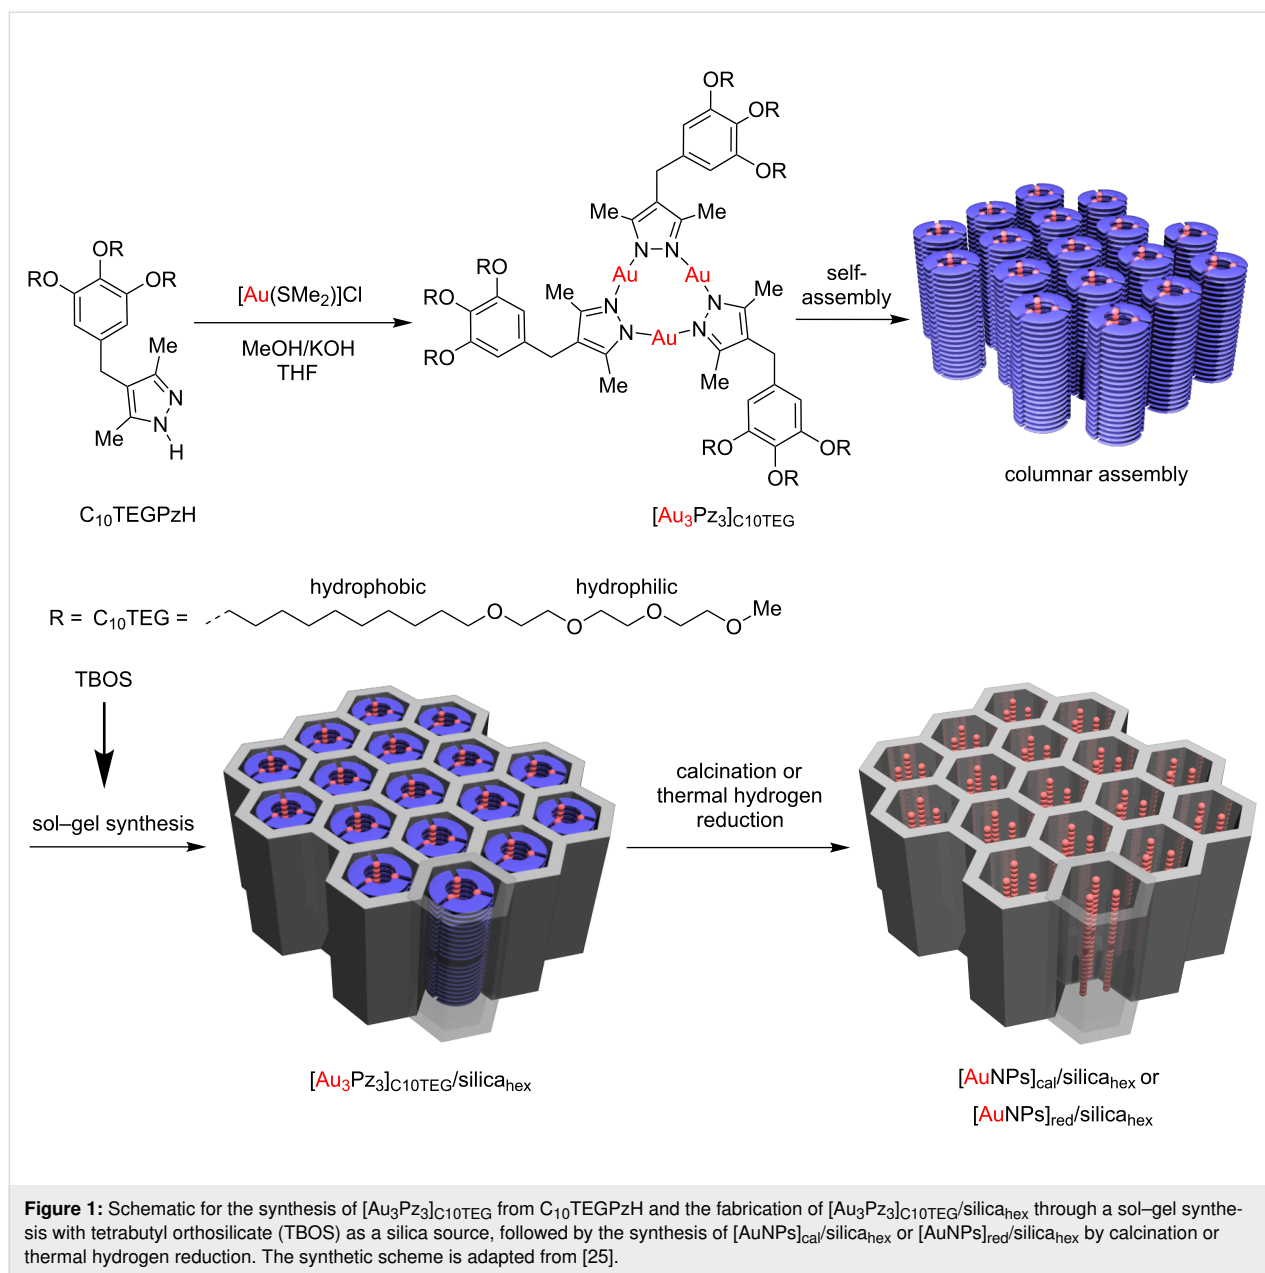 OR
OR
OR
Me
Me
N
N
Au
Au
RO
RO
RO
Me
Me
N
N
Au
N
N
Me
Me
RO
OR
OR
[Au3Pz3]C10TEG
OR
RO
OR
Me
N
N
H
Me
C10TEGPzH
[Au(SMe2)]Cl
MeOH/KOH
THF
self-
assembly
columnar assembly
hydrophobic
hydrophilic
R = C10TEG =
O
O
O
O
Me
TBOS
sol–gel synthesis
[Au3Pz3]C10TEG/silicahex
calcination or
thermal hydrogen
reduction
[AuNPs]cal/silicahex or
[AuNPs]red/silicahex
Figure 1: Schematic for the synthesis of [Au3Pz3]C10TEG from C10TEGPzH and the fabrication of [Au3Pz3]C10TEG/silicahex through a sol–gel synthe-
sis with tetrabutyl orthosilicate (TBOS) as a silica source, followed by the synthesis of [AuNPs]cal/silicahex or [AuNPs]red/silicahex by calcination or
thermal hydrogen reduction. The synthetic scheme is adapted from [25].